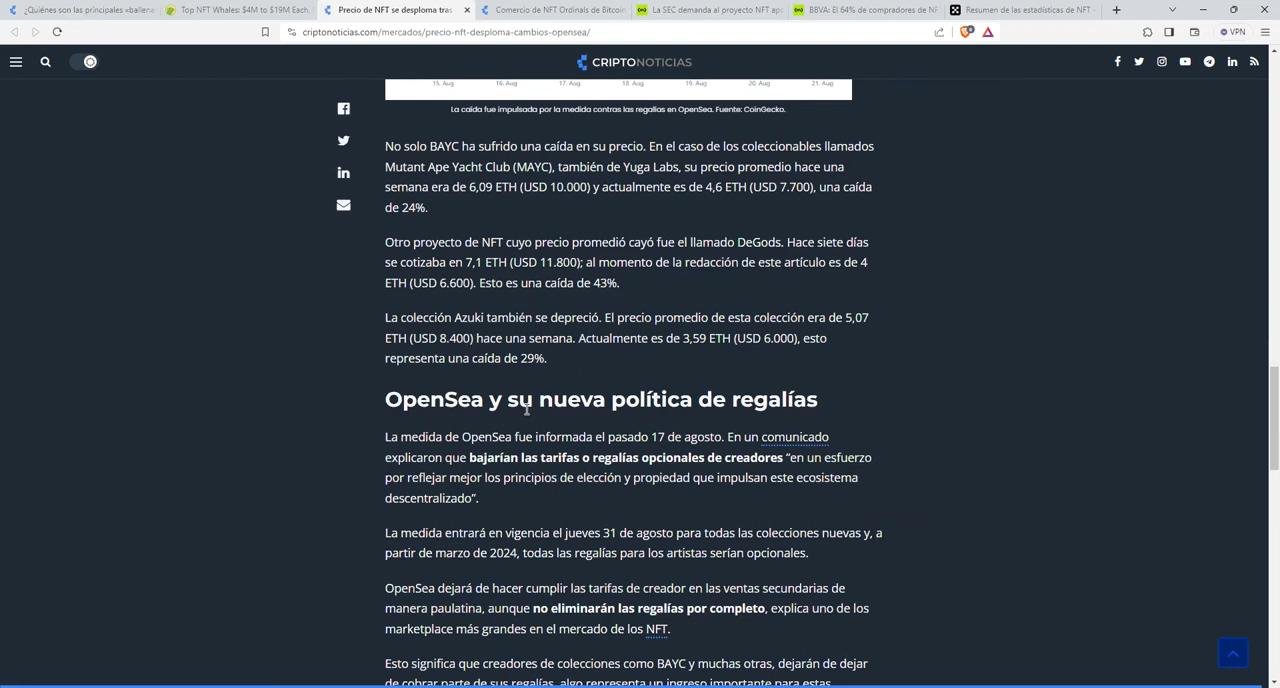 ¿Quiénes son las principales «ballena
Top NFT Whales: $4M to $19M Each,
Precio de NFT se desploma tras
Comercio de NFT Ordinals de Bitcoin
La SEC demanda al proyecto NFT apo
BBVA: El 64% de compradores de NF
Resumen de las estadísticas de NFT -
criptonoticias.com/mercados/precio-nft-desploma-cambios-opensea/
VPN
CRIPTONOTICIAS
15. Aug 16. Aug 17. Aug 18. Aug 19. Aug 20. Aug 21. Aug
La caída fue impulsada por la medida contras las regalías en OpenSea. Fuente: CoinGecko.
No solo BAYC ha sufrido una caída en su precio. En el caso de los coleccionables llamados
Mutant Ape Yacht Club (MAYC), también de Yuga Labs, su precio promedio hace una
semana era de 6,09 ETH (USD 10.000) y actualmente es de 4,6 ETH (USD 7.700), una caída
de 24%.
Otro proyecto de NFT cuyo precio promedió cayó fue el llamado DeGods. Hace siete días
se cotizaba en 7,1 ETH (USD 11.800); al momento de la redacción de este artículo es de 4
ETH (USD 6.600). Esto es una caída de 43%.
La colección Azuki también se depreció. El precio promedio de esta colección era de 5,07
ETH (USD 8.400) hace una semana. Actualmente es de 3,59 ETH (USD 6.000), esto
representa una caída de 29%.
OpenSea y su nueva política de regalías
La medida de OpenSea fue informada el pasado 17 de agosto. En un comunicado
explicaron que bajarían las tarifas o regalías opcionales de creadores “en un esfuerzo
por reflejar mejor los principios de elección y propiedad que impulsan este ecosistema
descentralizado”.
La medida entrará en vigencia el jueves 31 de agosto para todas las colecciones nuevas y, a
partir de marzo de 2024, todas las regalías para los artistas serían opcionales.
OpenSea dejará de hacer cumplir las tarifas de creador en las ventas secundarias de
manera paulatina, aunque no eliminarán las regalías por completo, explica uno de los
marketplace más grandes en el mercado de los NFT.
Esto significa que creadores de colecciones como BAYC y muchas otras, dejarán de dejar
de cobrar parte de sus regalías, algo representa un ingreso importante para estas